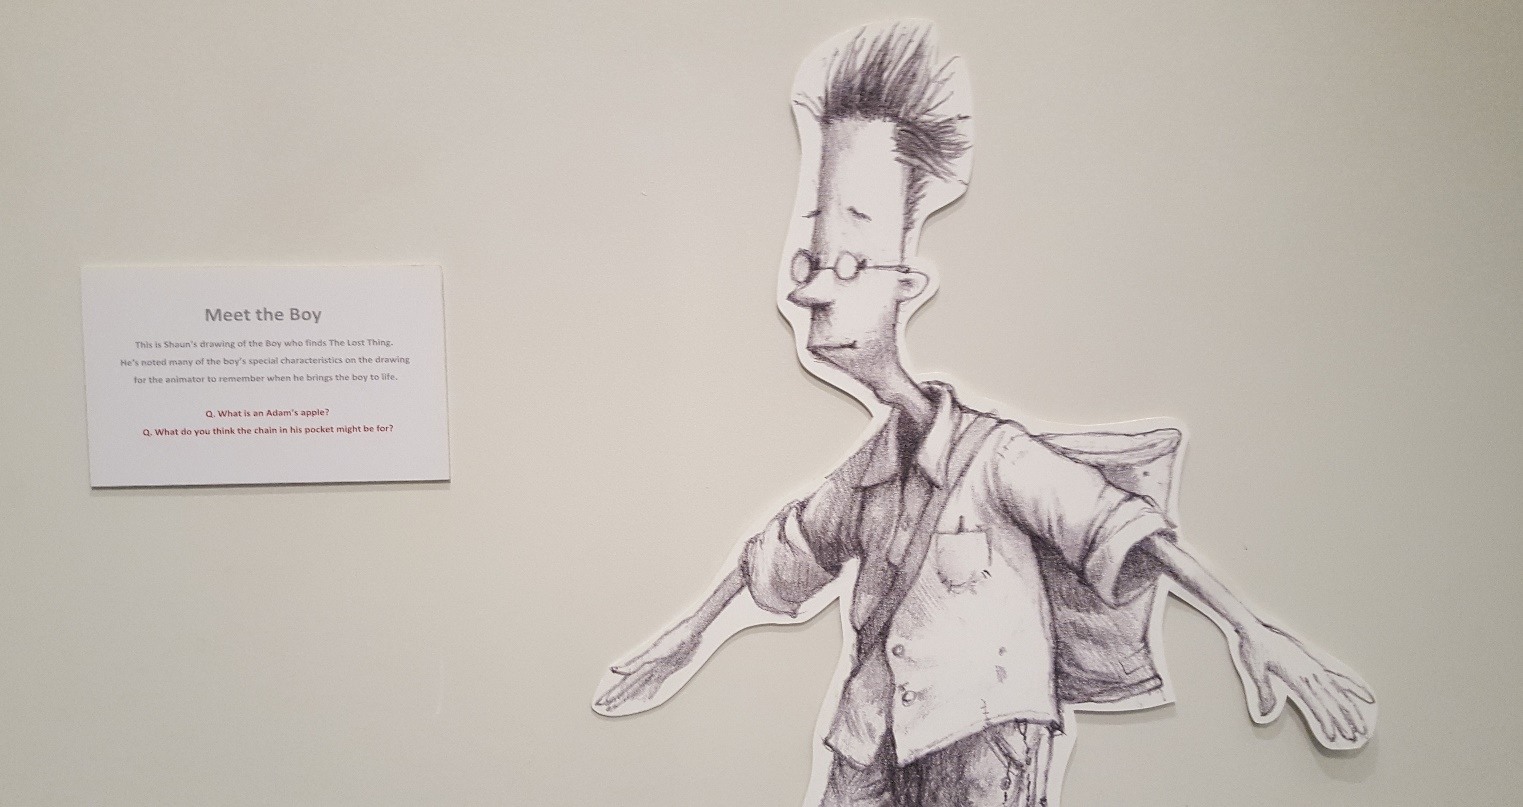 Meet the Boy
This is Shaun's drawing of the Boy who finds The Lost Thing.
He's noted many of the boy's special characteristics on the drawing
for the animator to remember when he brings the boy to life.
Q. What is an Adam's apple?
Q. What do you think the chain in his pocket might be for?